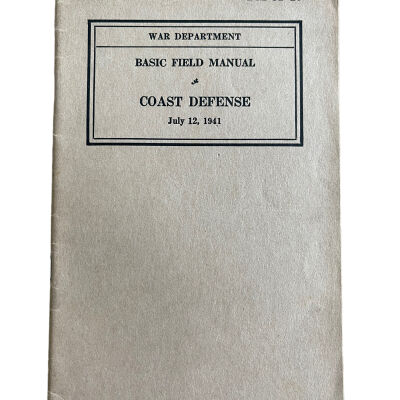 WAR DEPARTMENT
BASIC FIELD MANUAL
COAST DEFENSE
July 12, 1941